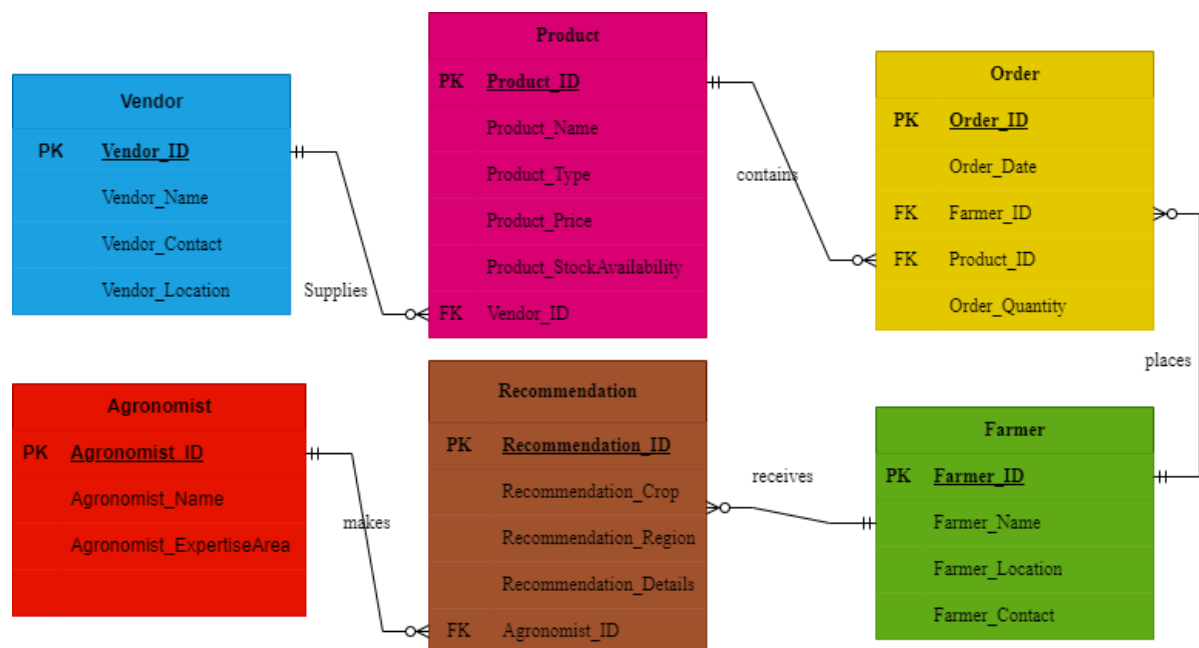 Vendor
PK Vendor_ID
Vendor_Name
Vendor_Contact
Vendor_Location
Supplies
Product
PK Product_ID
Product_Name
Product_Type
Product_Price
Product_StockAvailability
FK Vendor_ID
contains
Order
PK Order_ID
Order_Date
FK Farmer_ID
FK Product_ID
Order_Quantity
places
Agronomist
PK Agronomist_ID
Agronomist_Name
Agronomist_ExpertiseArea
makes
Recommendation
PK Recommendation_ID
Recommendation_Crop
Recommendation_Region
Recommendation_Details
FK Agronomist_ID
receives
Farmer
PK Farmer_ID
Farmer_Name
Farmer_Location
Farmer_Contact